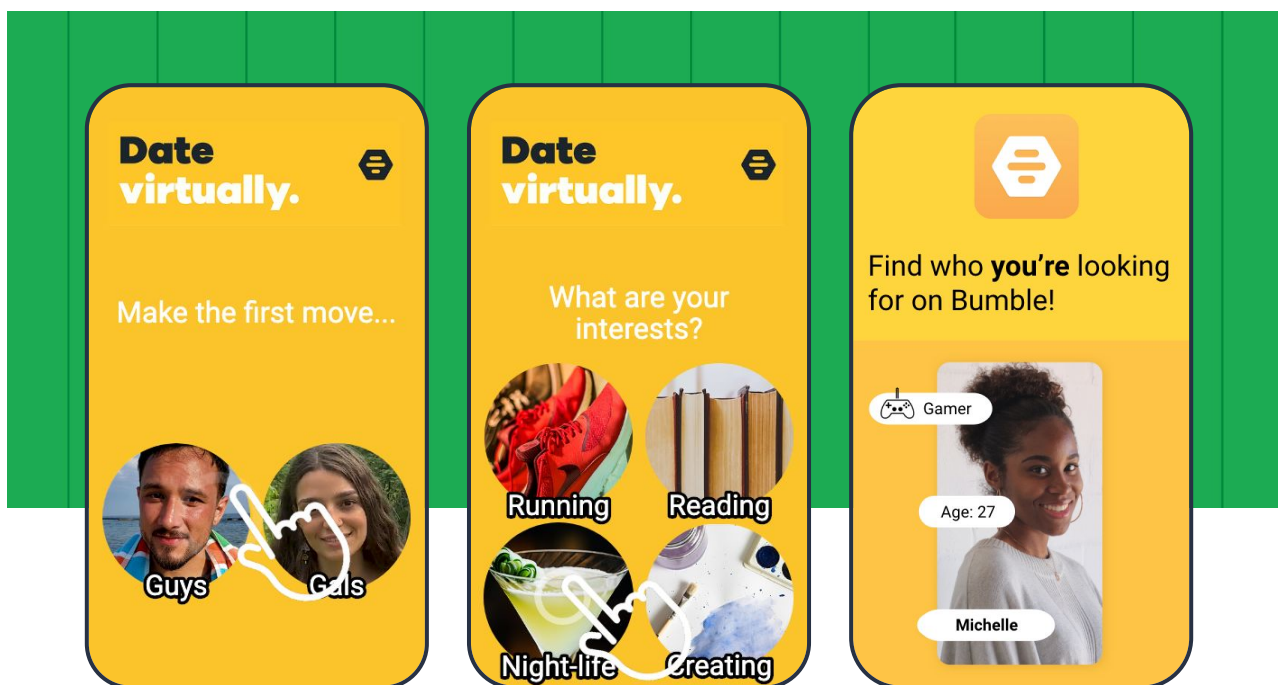 Date
virtually.
Make the first move...
Guys
Gals
Date
virtually.
What are your
interests?
Running
Reading
Night-life
Creating
Find who you're looking
for on Bumble!
Gamer
Age: 27
Michelle